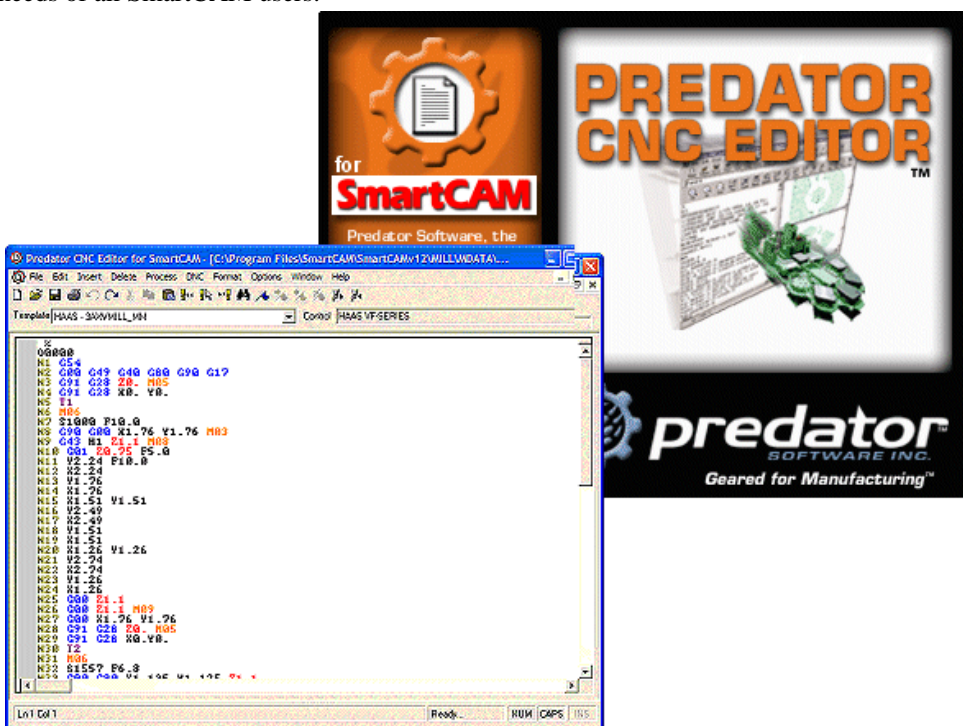 needs of all SmartCAM users.
PREDATOR
CNC EDITOR
TM
for
SmartCAM
Predator Software, the
predator™
SOFTWARE INC.
Geared for Manufacturing™
Predator CNC Editor for SmartCAM - [C:\Program Files\SmartCAM\SmartCAMv12\MILL\WDATA\...
File Edit Insert Delete Process DNC Format Options Window Help
Template HAAS - 3AXVMILL_MN Control HAAS VF-SERIES
%
O0000
N1 G54
N2 G00 G49 G40 G80 G90 G17
N3 G91 G28 Z0. M05
N4 G91 G28 X0. Y0.
N5 T1
N6 M06
N7 S1000 F10.0
N8 G90 G00 X1.76 Y1.76 M03
N9 G43 H1 Z1.1 M08
N10 G01 Z0.75 F5.0
N11 Y2.24 F10.0
N12 X2.24
N13 Y1.76
N14 X1.76
N15 X1.51 Y1.51
N16 Y2.49
N17 X2.49
N18 Y1.51
N19 X1.51
N20 X1.26 Y1.26
N21 Y2.74
N22 X2.74
N23 Y1.26
N24 X1.26
N25 G00 Z1.1
N26 G00 Z1.1 M09
N27 G00 X1.76 Y1.76
N28 G91 G28 Z0. M05
N29 G91 G28 X0.Y0.
N30 T2
N31 M06
N32 S1557 F6.8
Ln1 Col1 Ready... NUM CAPS INS